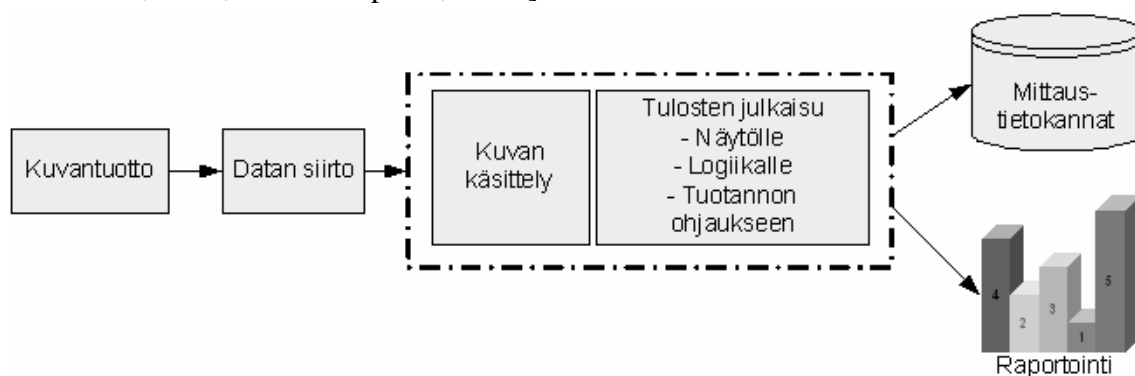 Kuvantuotto
Datan siirto
Kuvan
käsittely
Tulosten julkaisu
- Näytölle
- Logiikalle
- Tuotannon
ohjaukseen
Mittaus-
tietokannat
4
2
3
1
5
Raportointi